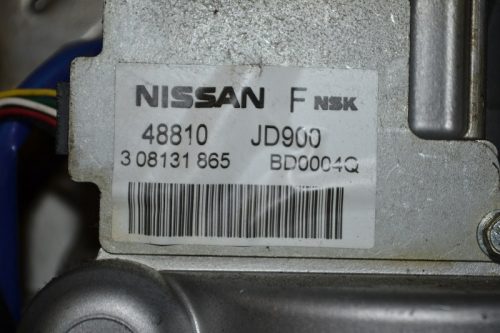 NISSAN F NSK
48810 JD900
3 08131 865 BD0004Q